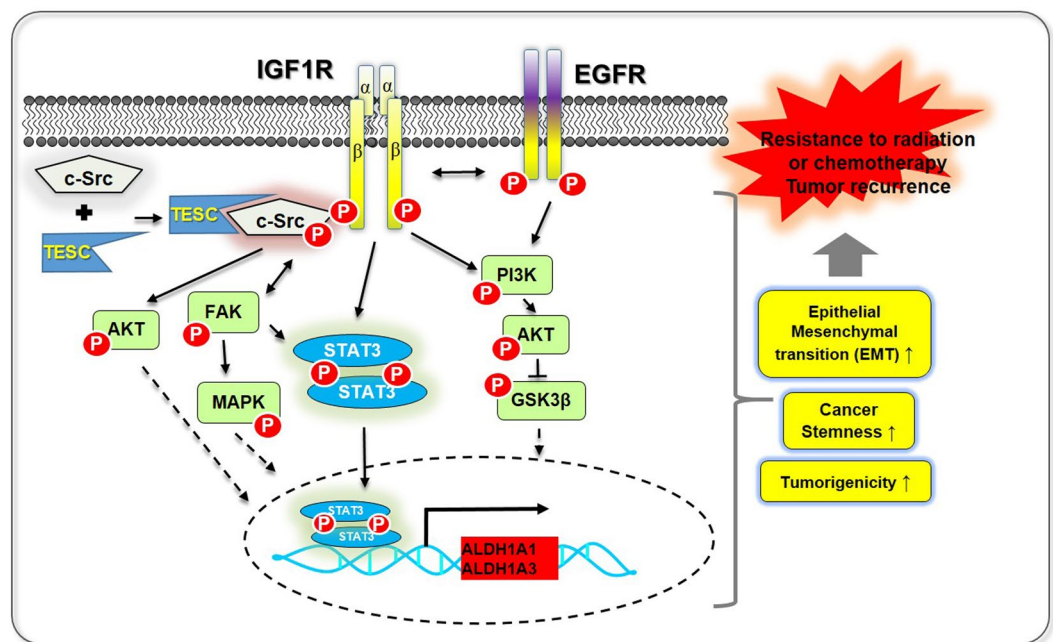 IGF1R
EGFR
α
α
β
β
P
P
P
P
c-Src
TESC
TESC
c-Src
P
Resistance to radiation
or chemotherapy
Tumor recurrence
PI3K
P
FAK
P
AKT
P
AKT
P
STAT3
P
P
STAT3
MAPK
P
P
GSK3β
Epithelial
Mesenchymal
transition (EMT) ↑
Cancer
Stemness ↑
Tumorigenicity ↑
STAT3
P
P
STAT3
ALDH1A1
ALDH1A3